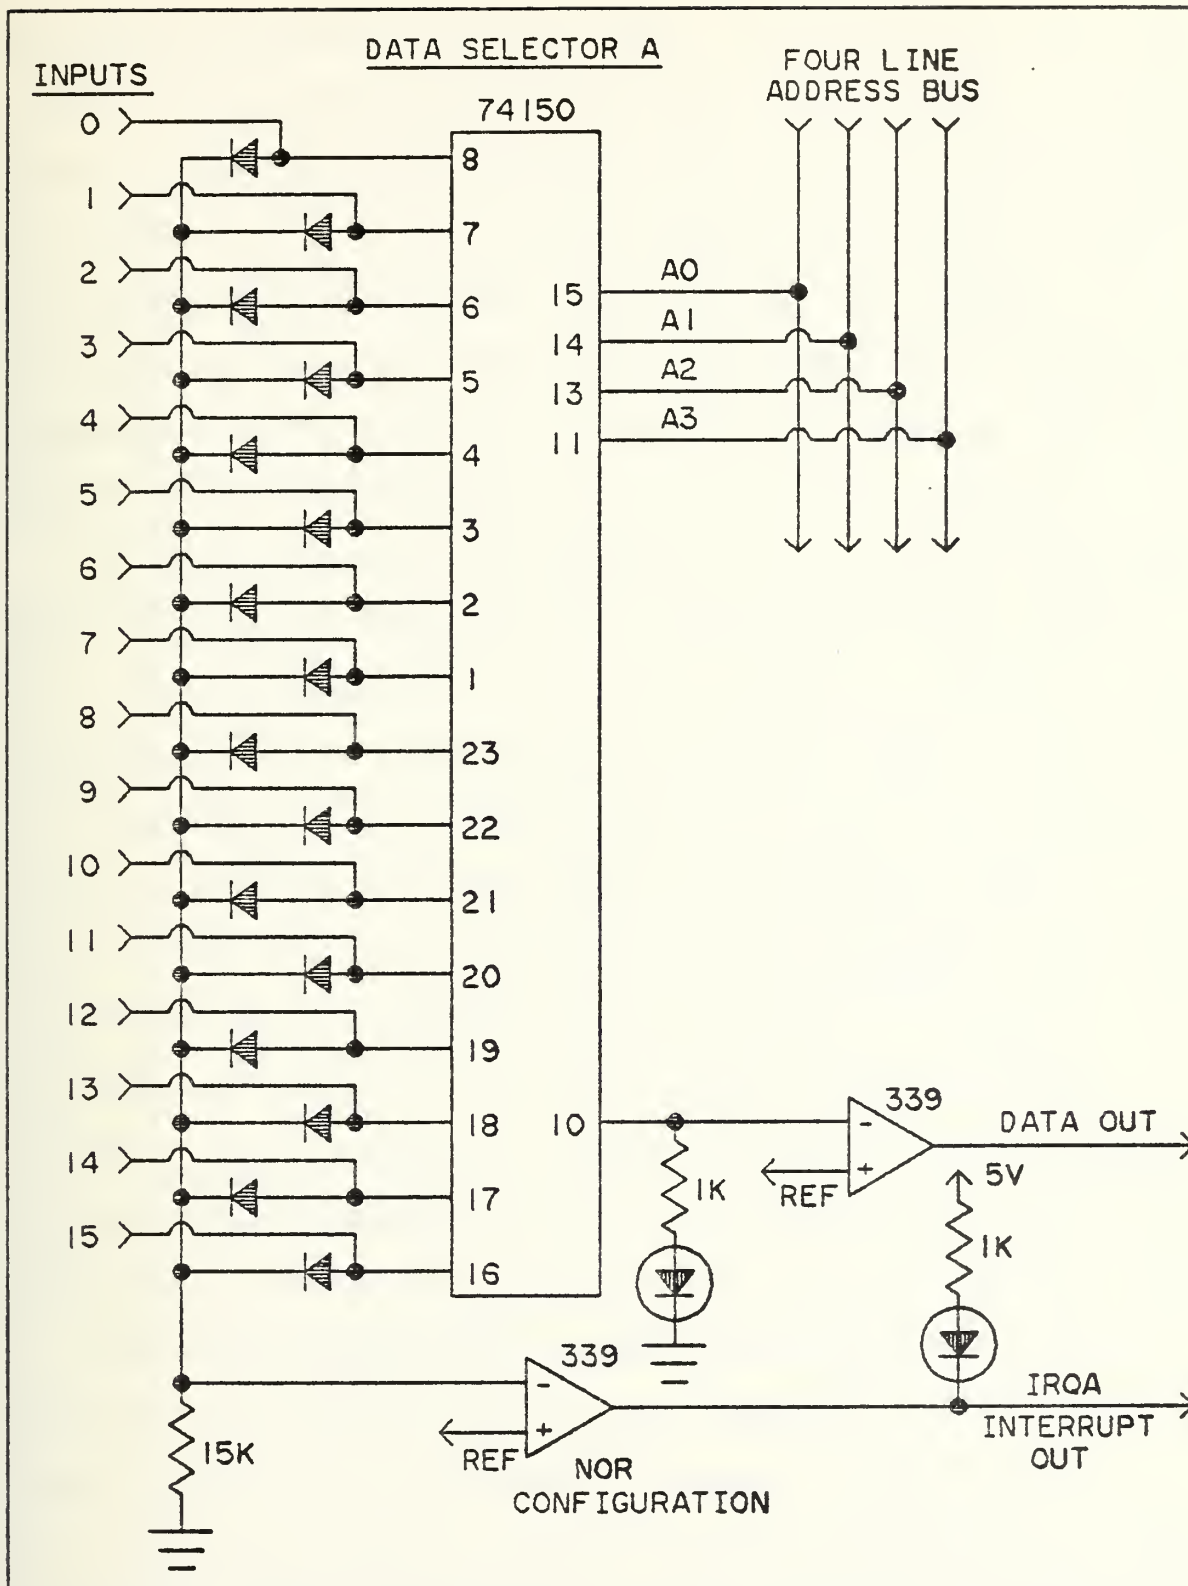 DATA SELECTOR A
INPUTS
FOUR LINE
ADDRESS BUS
74150
0
8
1
7
2
6
A0
15
3
5
A1
14
A2
13
4
4
A3
11
5
3
6
2
7
1
8
23
9
22
10
21
11
20
12
19
13
18
10
339
-
+
DATA OUT
14
17
1K
REF
5V
15
16
1K
339
-
+
IRQA
INTERRUPT
OUT
15K
REF
NOR
CONFIGURATION